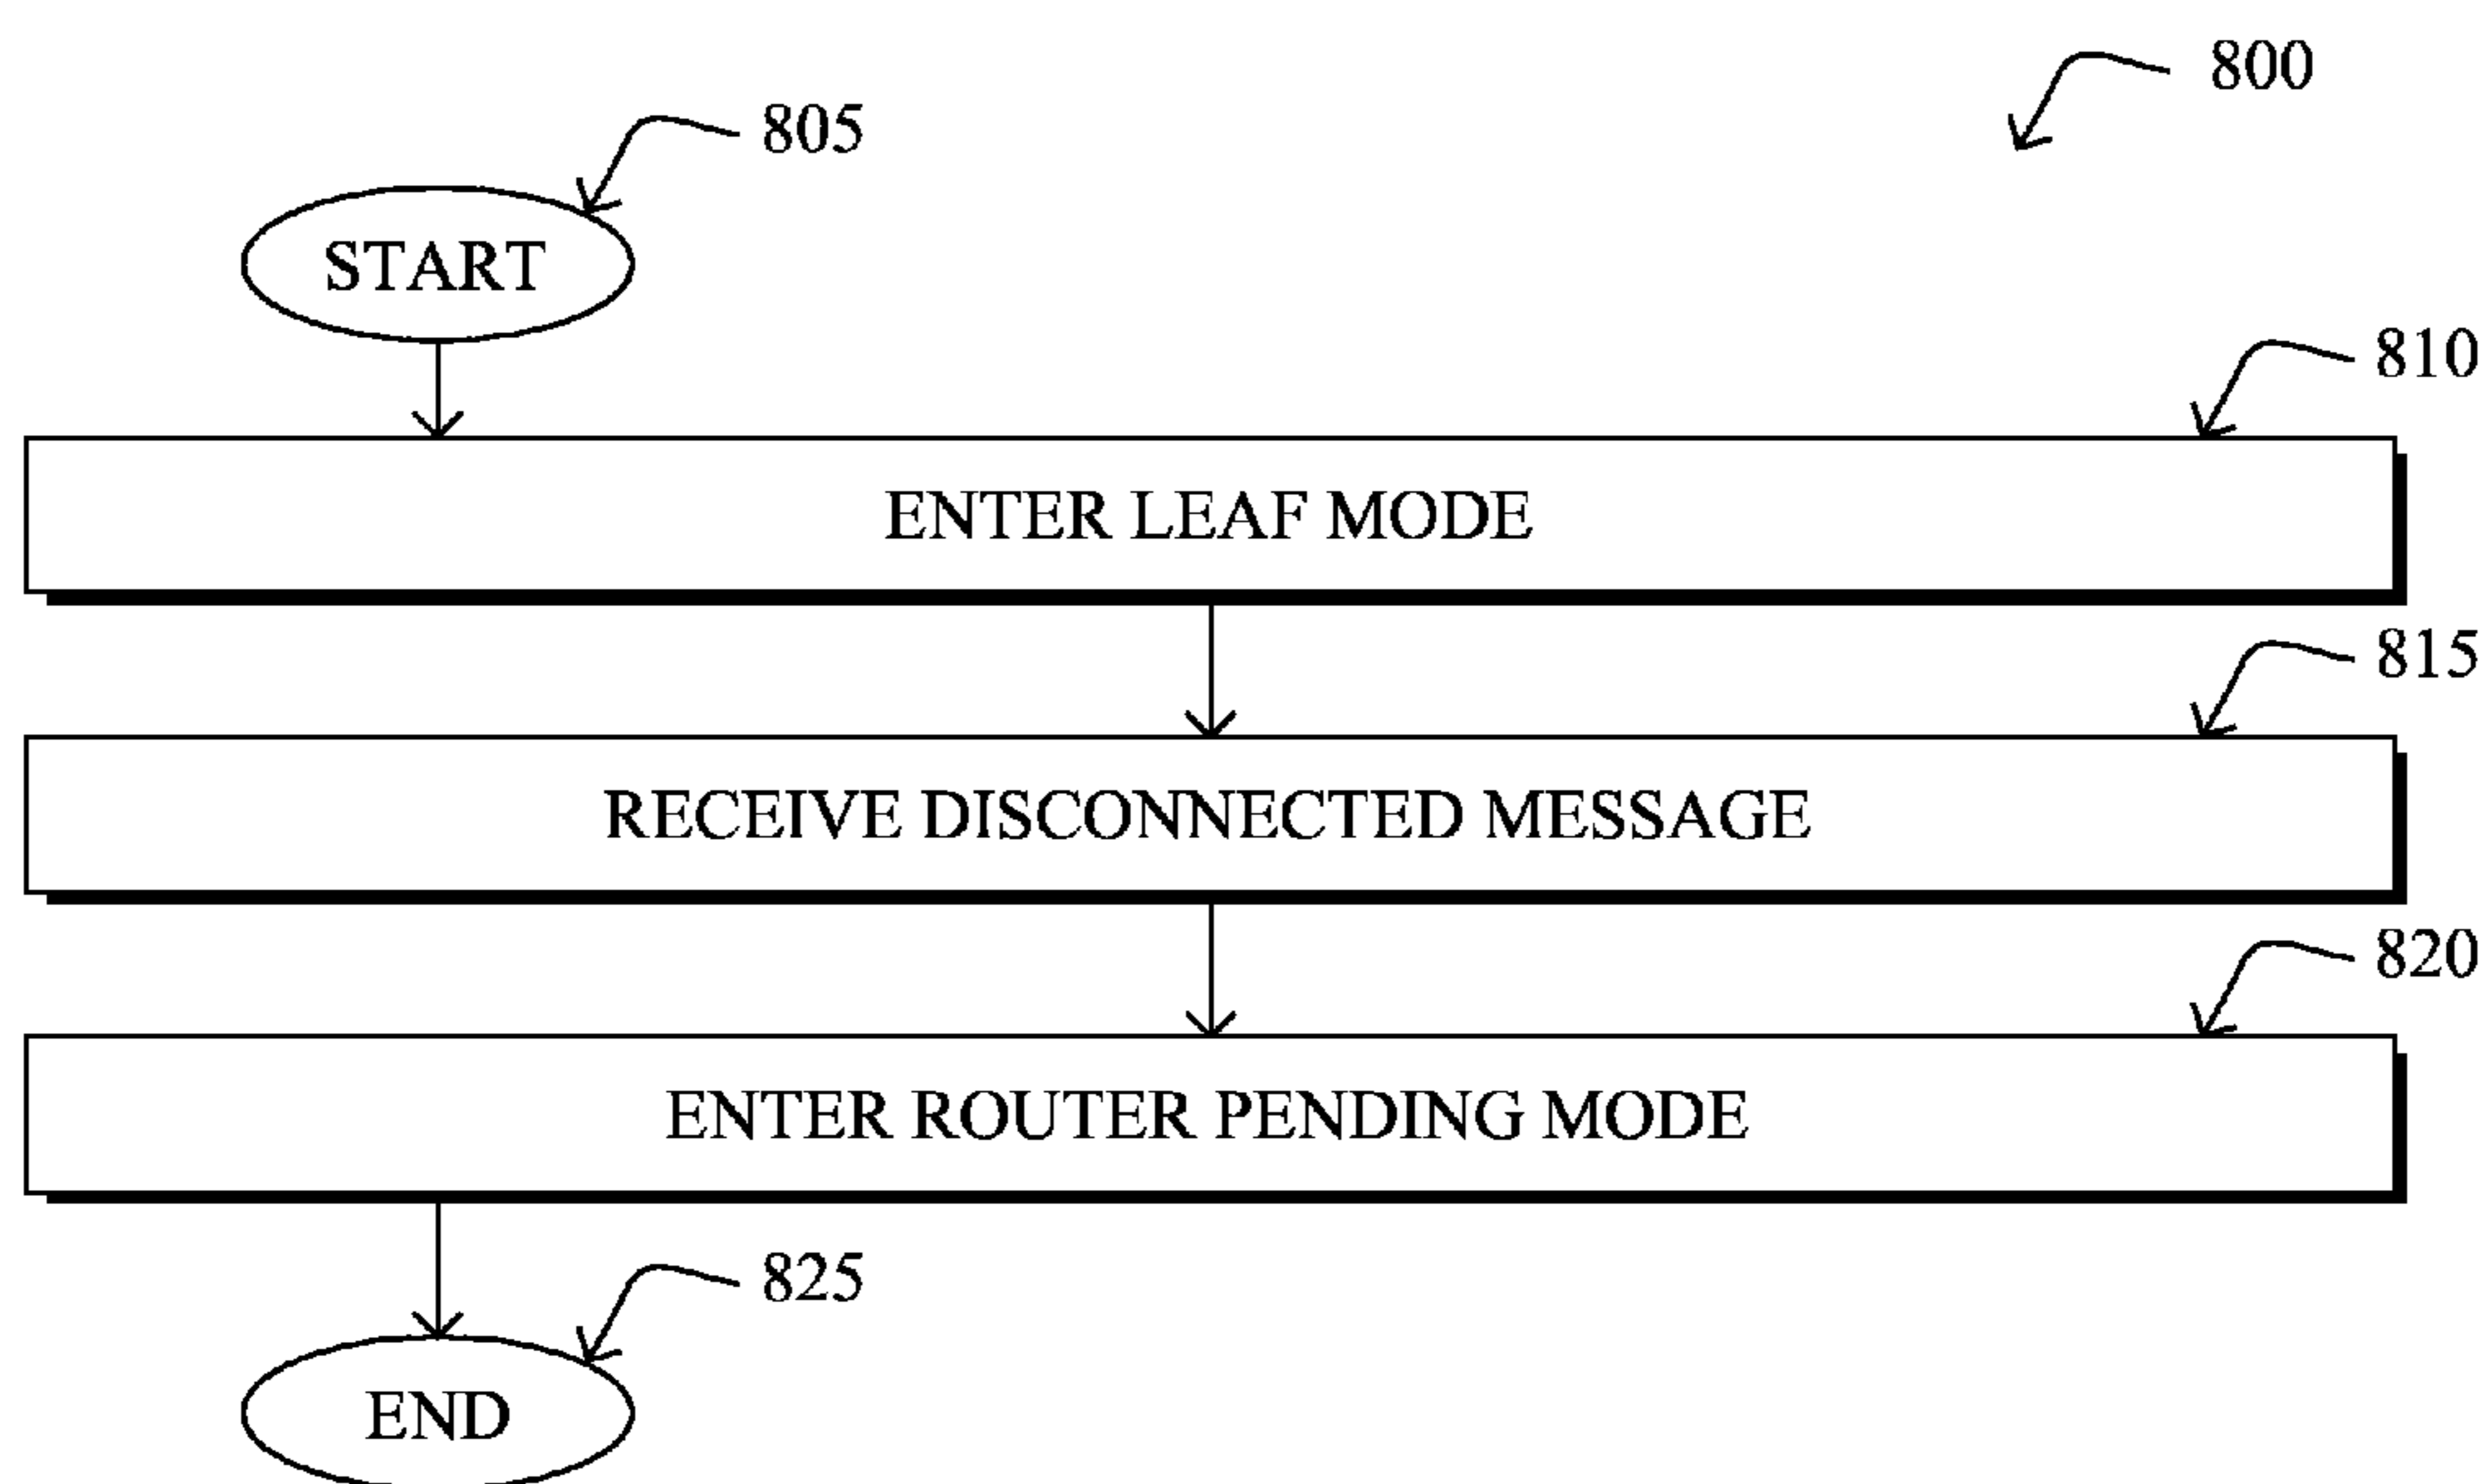 800
805
START
810
ENTER LEAF MODE
815
RECEIVE DISCONNECTED MESSAGE
820
ENTER ROUTER PENDING MODE
825
END